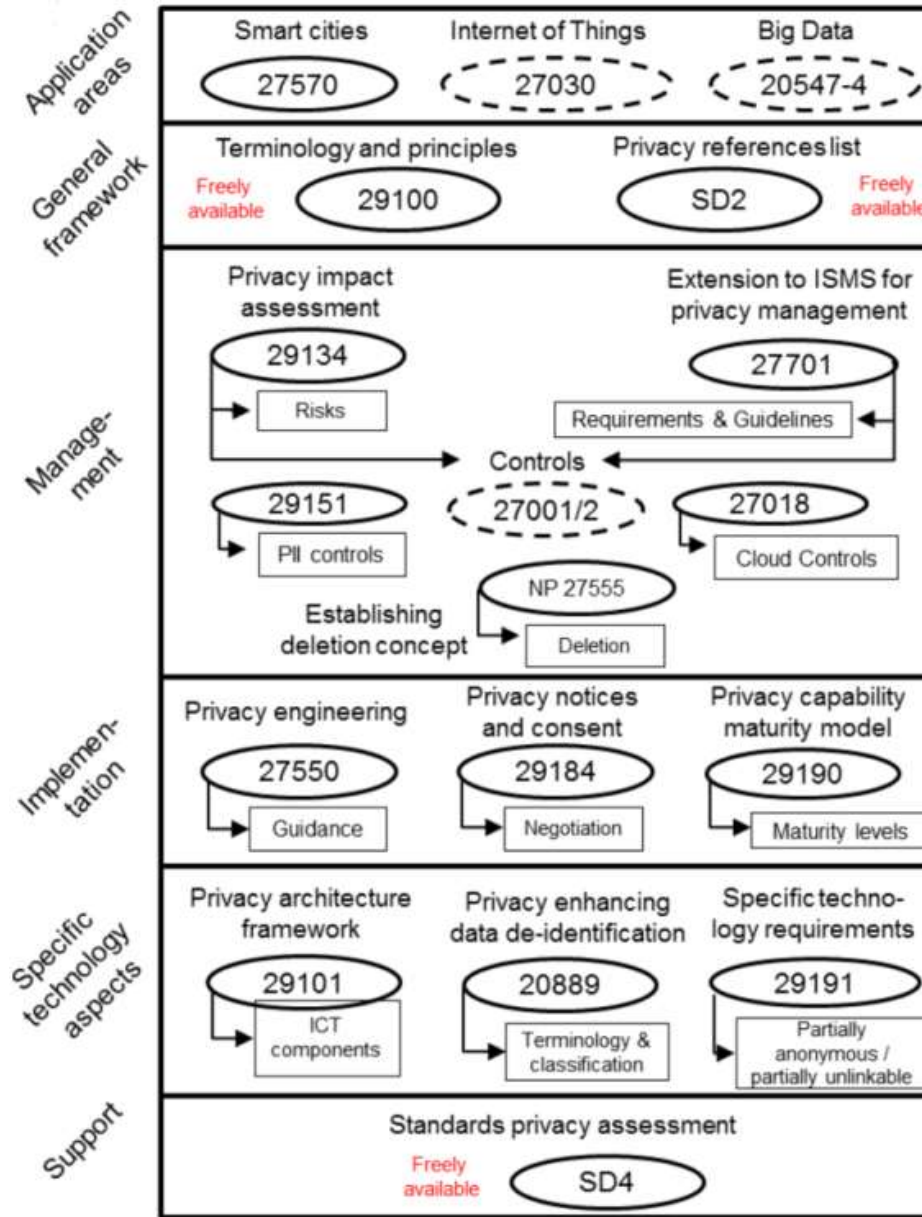 Application
areas
Smart cities
Internet of Things
Big Data
27570
27030
20547-4
General
framework
Terminology and principles
Privacy references list
Freely
available
29100
SD2
Freely
available
Manage-
ment
Privacy impact
assessment
Extension to ISMS for
privacy management
29134
27701
Risks
Requirements & Guidelines
Controls
29151
27001/2
27018
PII controls
Cloud Controls
NP 27555
Establishing
deletion concept
Deletion
Implemen-
tation
Privacy engineering
Privacy notices
and consent
Privacy capability
maturity model
27550
29184
29190
Guidance
Negotiation
Maturity levels
Specific
technology
aspects
Privacy architecture
framework
Privacy enhancing
data de-identification
Specific techno-
logy requirements
29101
20889
29191
ICT
components
Terminology &
classification
Partially
anonymous /
partially unlinkable
Support
Standards privacy assessment
Freely
available
SD4